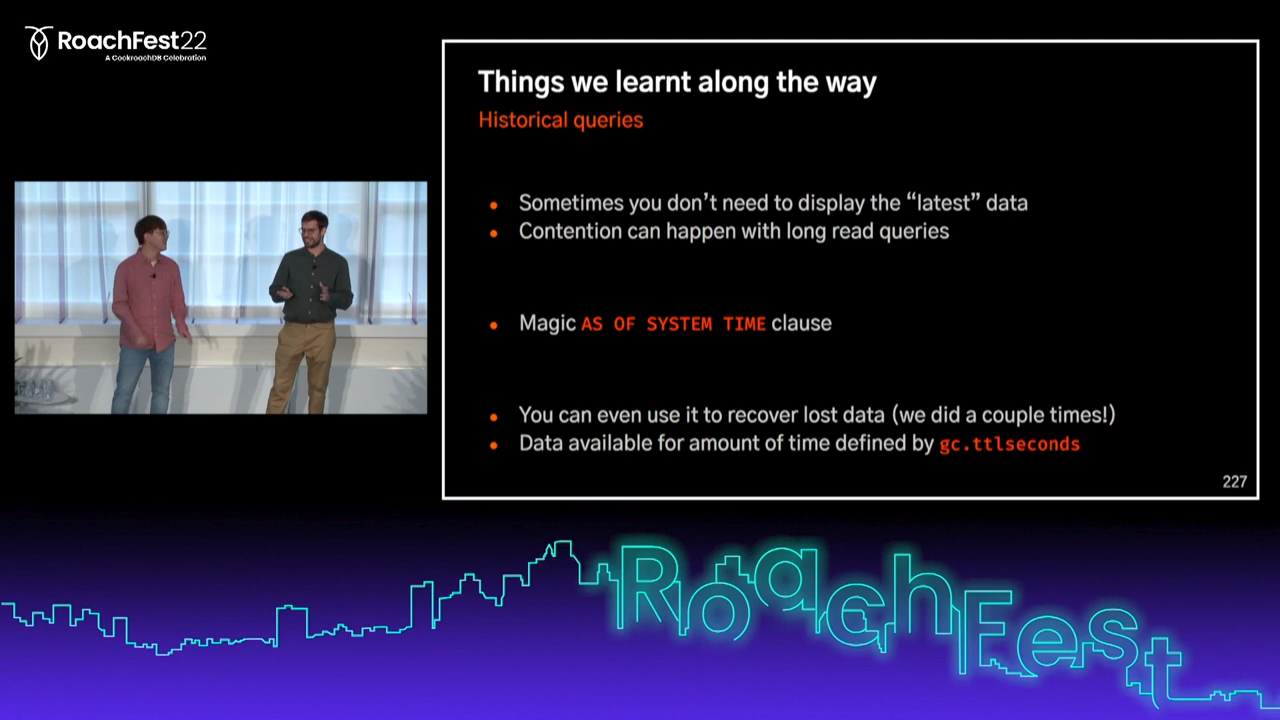 RoachFest22
A CockroachDB Celebration
Things we learnt along the way
Historical queries
• Sometimes you don’t need to display the “latest” data
• Contention can happen with long read queries
• Magic AS OF SYSTEM TIME clause
• You can even use it to recover lost data (we did a couple times!)
• Data available for amount of time defined by gc.ttlseconds
227
RoachFest